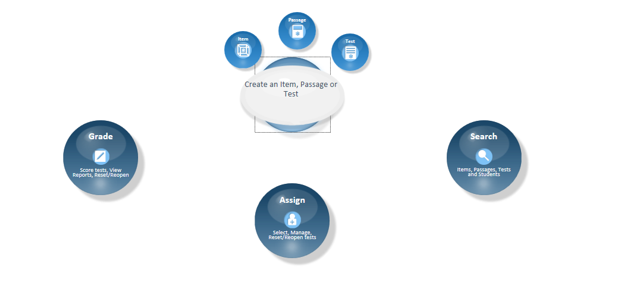 Passage
Item
Test
Create an Item, Passage or
Test
Grade
Score tests, View
Reports, Reset/Reopen
Search
Items, Passages, Tests
and Students
Assign
Select, Manage,
Reset/Reopen tests